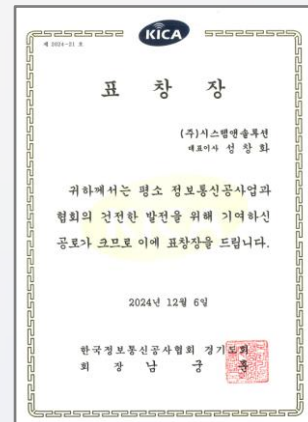 KICA
제 2024-21 호
표 창 장
(주)시스템앤솔루션
대표이사 성 창 화
귀하께서는 평소 정보통신공사업과
협회의 건전한 발전을 위해 기여하신
공로가 크므로 이에 표창장을 드립니다.
2024년 12월 6일
한국정보통신공사협회 경기도회
회 장 남 궁 훈